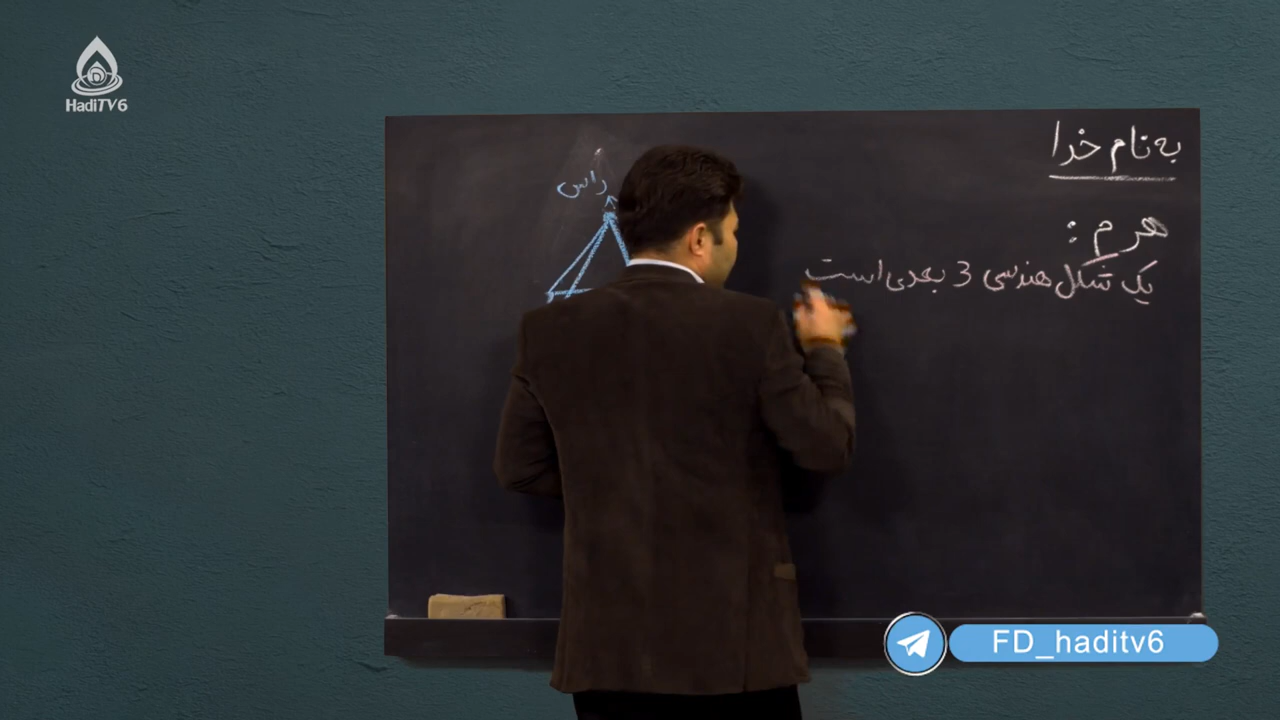 HadiTV6
به نام خدا
هرم :
یک شکل هندسی 3 بعدی است
راس
FD_haditv6